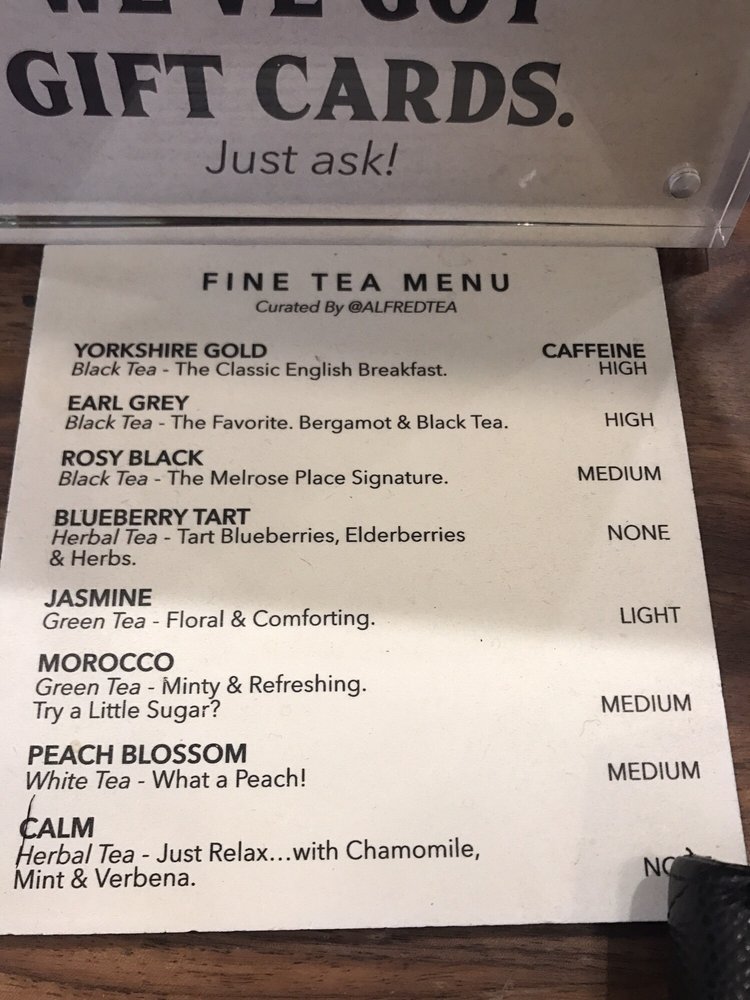 WE'VE GOT
GIFT CARDS.
Just ask!
FINE TEA MENU
Curated By @ALFREDTEA
YORKSHIRE GOLD CAFFEINE
Black Tea - The Classic English Breakfast. HIGH
EARL GREY
Black Tea - The Favorite. Bergamot & Black Tea. HIGH
ROSY BLACK
Black Tea - The Melrose Place Signature. MEDIUM
BLUEBERRY TART
Herbal Tea - Tart Blueberries, Elderberries NONE
& Herbs.
JASMINE
Green Tea - Floral & Comforting. LIGHT
MOROCCO
Green Tea - Minty & Refreshing.
Try a Little Sugar? MEDIUM
PEACH BLOSSOM
White Tea - What a Peach! MEDIUM
CALM
Herbal Tea - Just Relax...with Chamomile,
Mint & Verbena.